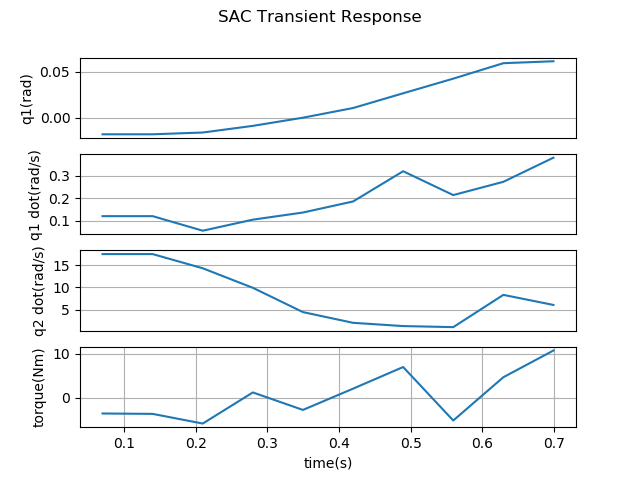 SAC Transient Response
q1(rad)
0.05
0.00
q1 dot(rad/s)
0.3
0.2
0.1
q2 dot(rad/s)
15
10
5
torque(Nm)
10
0
0.1 0.2 0.3 0.4 0.5 0.6 0.7
time(s)